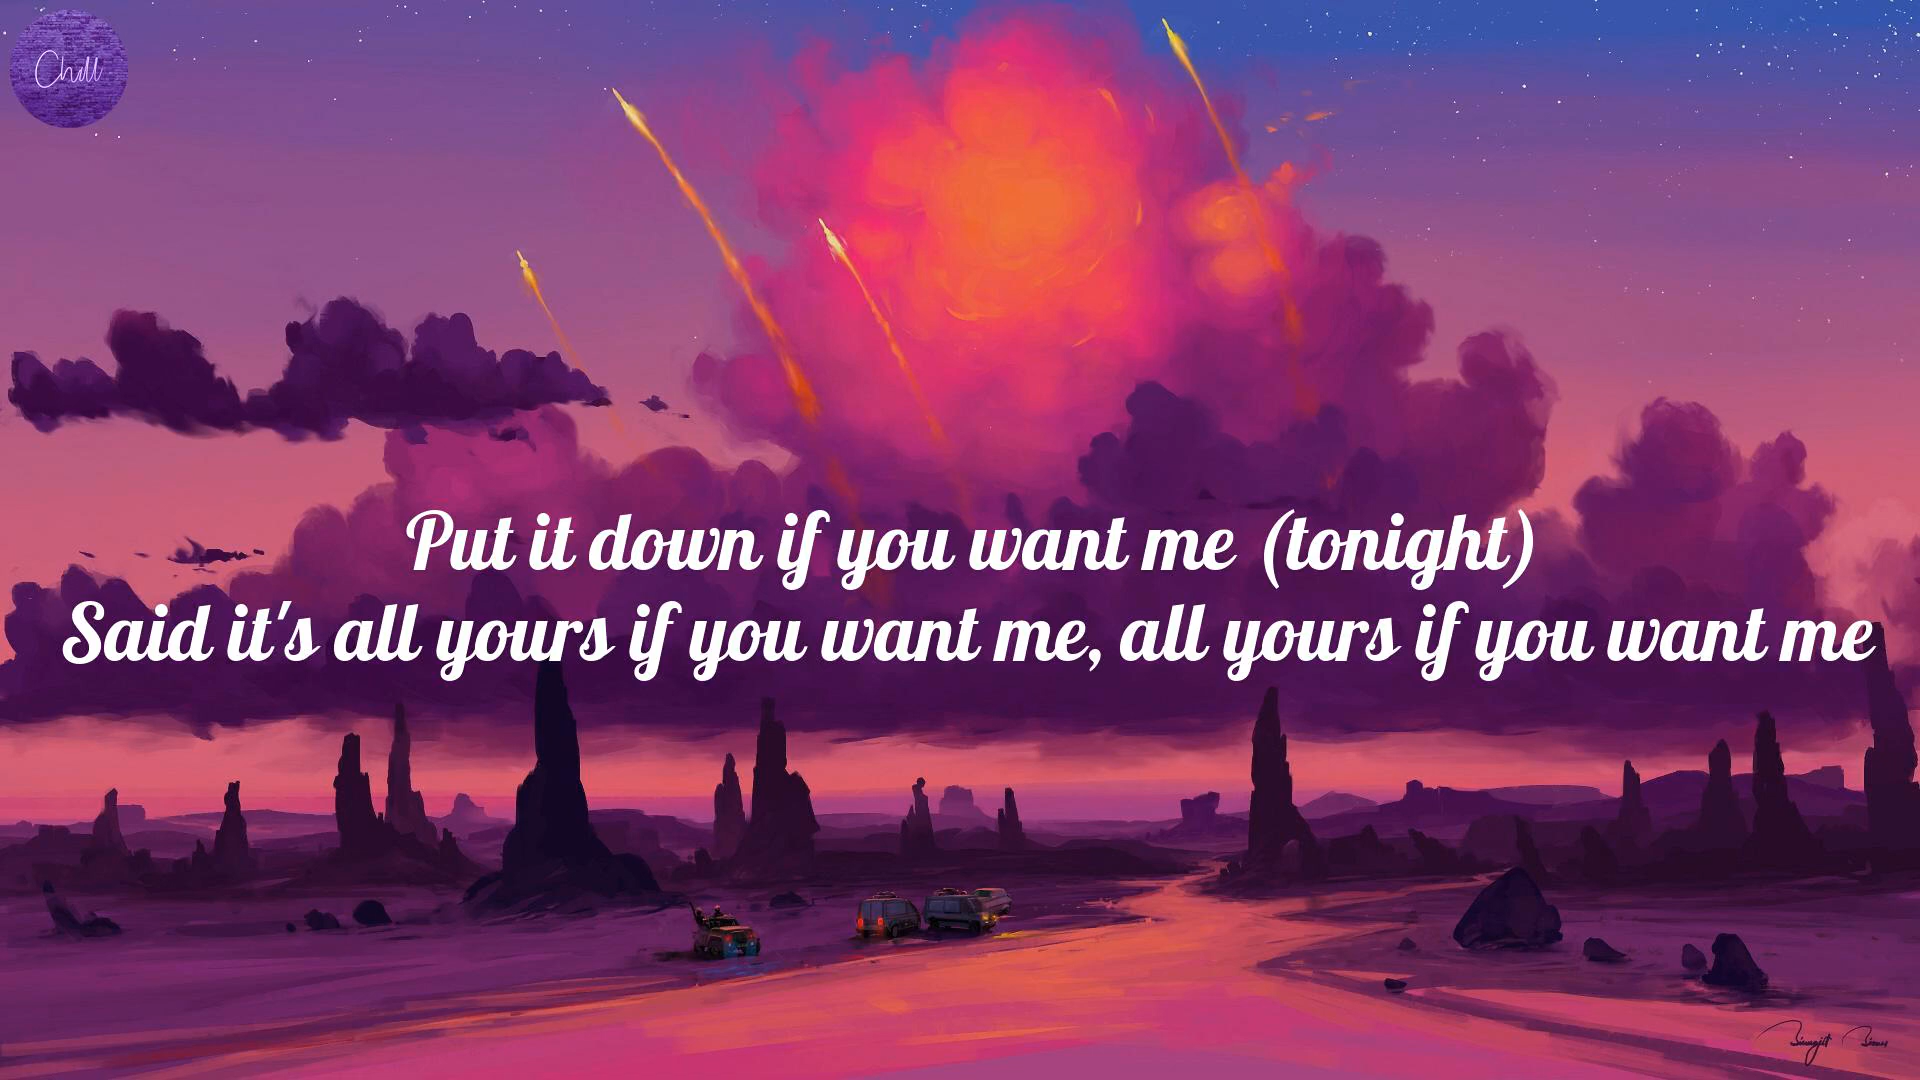 Chill
Put it down if you want me (tonight)
Said it's all yours if you want me, all yours if you want me